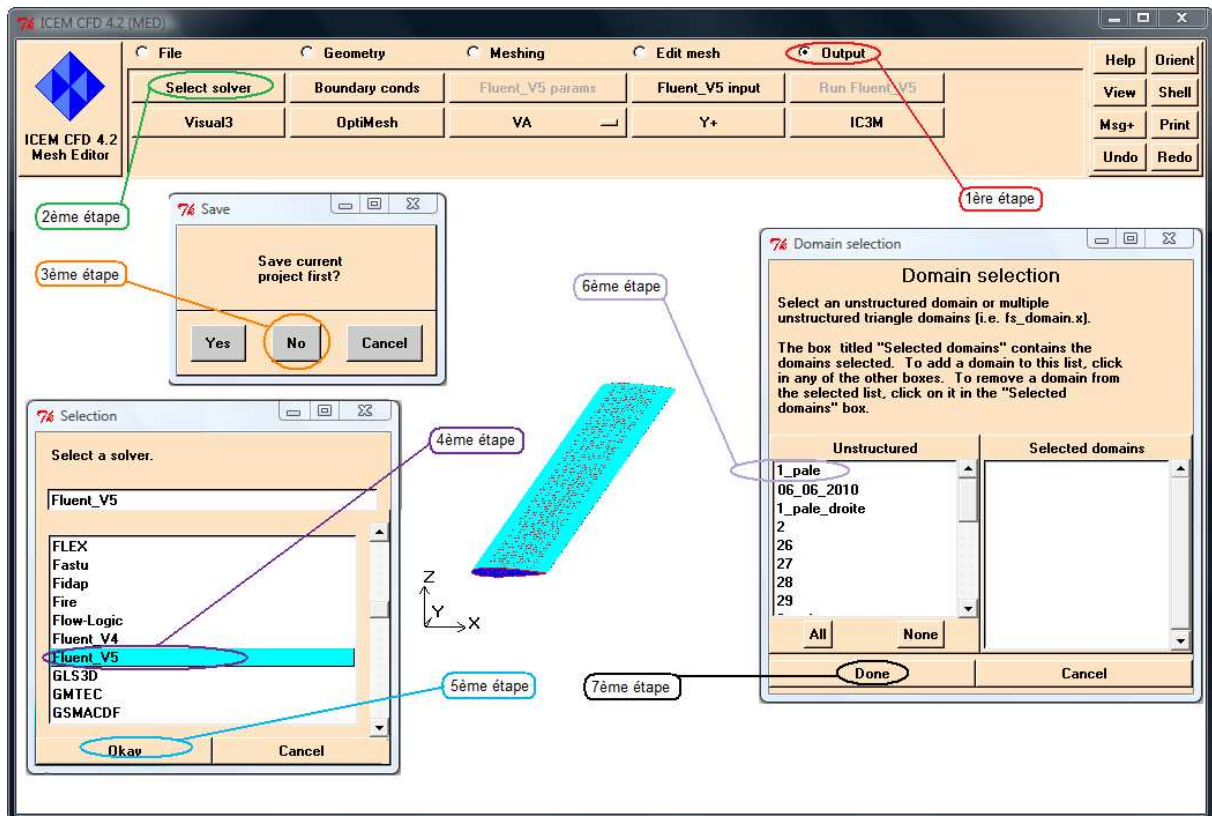 ICEM CFD 4.2 (MED)
File Geometry Meshing Edit mesh Output
Select solver Boundary conds Fluent_V5 params Fluent_V5 input Run Fluent_V5
Visual3 OptiMesh VA Y+ IC3M
ICEM CFD 4.2
Mesh Editor
Help Orient
View Shell
Msg+ Print
Undo Redo
1ère étape
2ème étape
Save
Save current
project first?
Yes No Cancel
3ème étape
Selection
Select a solver.
Fluent_V5
FLEX
Fastu
Fidap
Fire
Flow-Logic
Fluent_V4
Fluent_V5
GLS3D
GMTEC
GSMACDF
Okay Cancel
4ème étape
5ème étape
Z
Y
X
6ème étape
7ème étape
Domain selection
Domain selection
Select an unstructured domain or multiple
unstructured triangle domains (i.e. fs_domain.x).
The box titled "Selected domains" contains the
domains selected. To add a domain to this list, click
in any of the other boxes. To remove a domain from
the selected list, click on it in the "Selected
domains" box.
Unstructured Selected domains
1_pale
06_06_2010
1_pale_droite
2
26
27
28
29
All None
Done Cancel